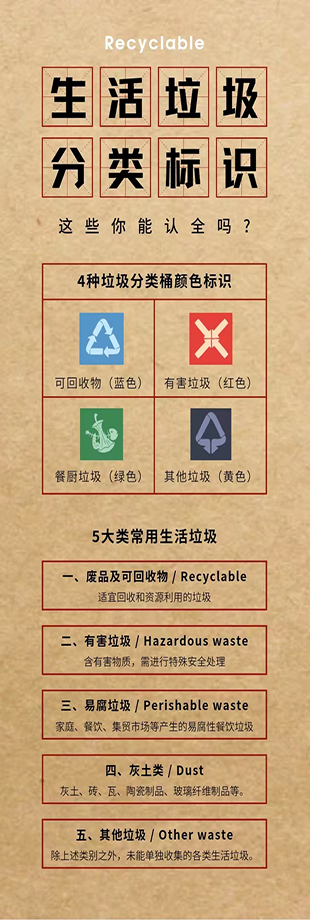 Recyclable
生活垃圾
分类标识
这些你能认全吗?
4种垃圾分类桶颜色标识
可回收物（蓝色） 有害垃圾（红色）
餐厨垃圾（绿色） 其他垃圾（黄色）
5大类常用生活垃圾
一、废品及可回收物 / Recyclable
适宜回收和资源利用的垃圾
二、有害垃圾 / Hazardous waste
含有害物质，需进行特殊安全处理
三、易腐垃圾 / Perishable waste
家庭、餐饮、集贸市场等产生的易腐性餐饮垃圾
四、灰土类 / Dust
灰土、砖、瓦、陶瓷制品、玻璃纤维制品等。
五、其他垃圾 / Other waste
除上述类别之外，未能单独收集的各类生活垃圾。